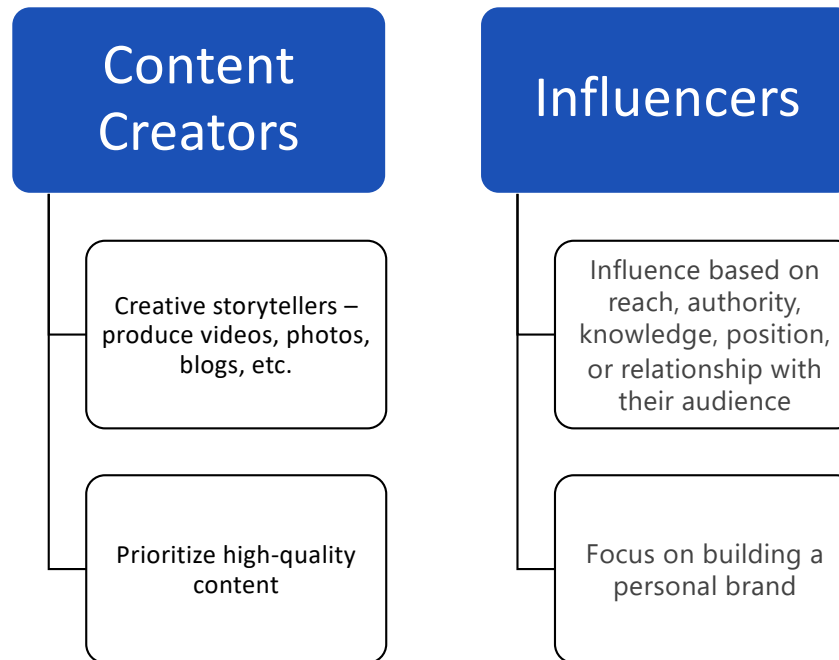 Content
Creators
Creative storytellers –
produce videos, photos,
blogs, etc.
Prioritize high-quality
content
Influencers
Influence based on
reach, authority,
knowledge, position,
or relationship with
their audience
Focus on building a
personal brand